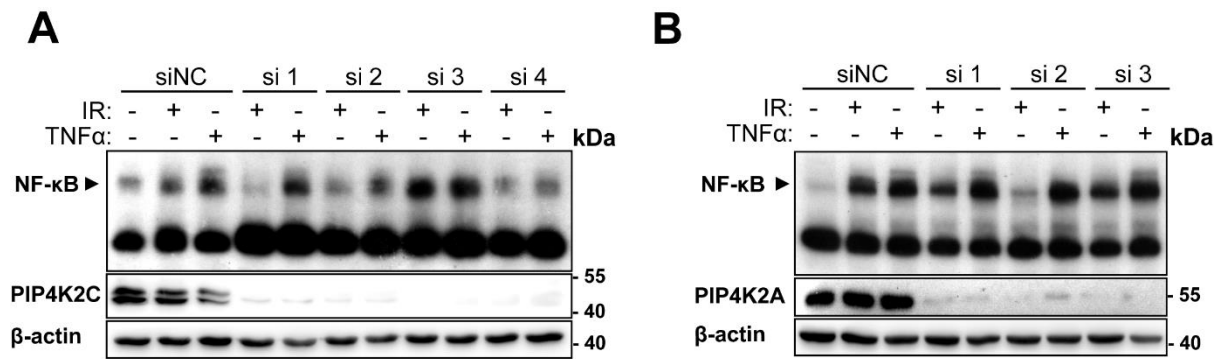 A
siNC si 1 si 2 si 3 si 4
IR: - + - + - + - + - + -
TNFα: - - + - + - + - + - + kDa
NF-κB ►
PIP4K2C - 55
- 40
β-actin - 40
B
siNC si 1 si 2 si 3
IR: - + - + - + - + -
TNFα: - - + - + - + - + kDa
NF-κB ►
PIP4K2A - 55
β-actin - 40